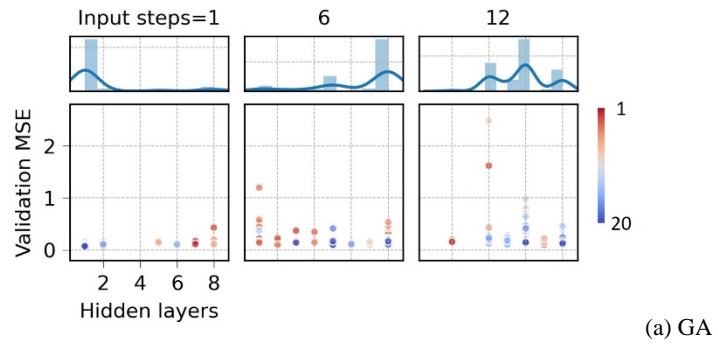 Input steps=1 6 12
Validation MSE
2
1
0
1
20
2 4 6 8
Hidden layers
(a) GA